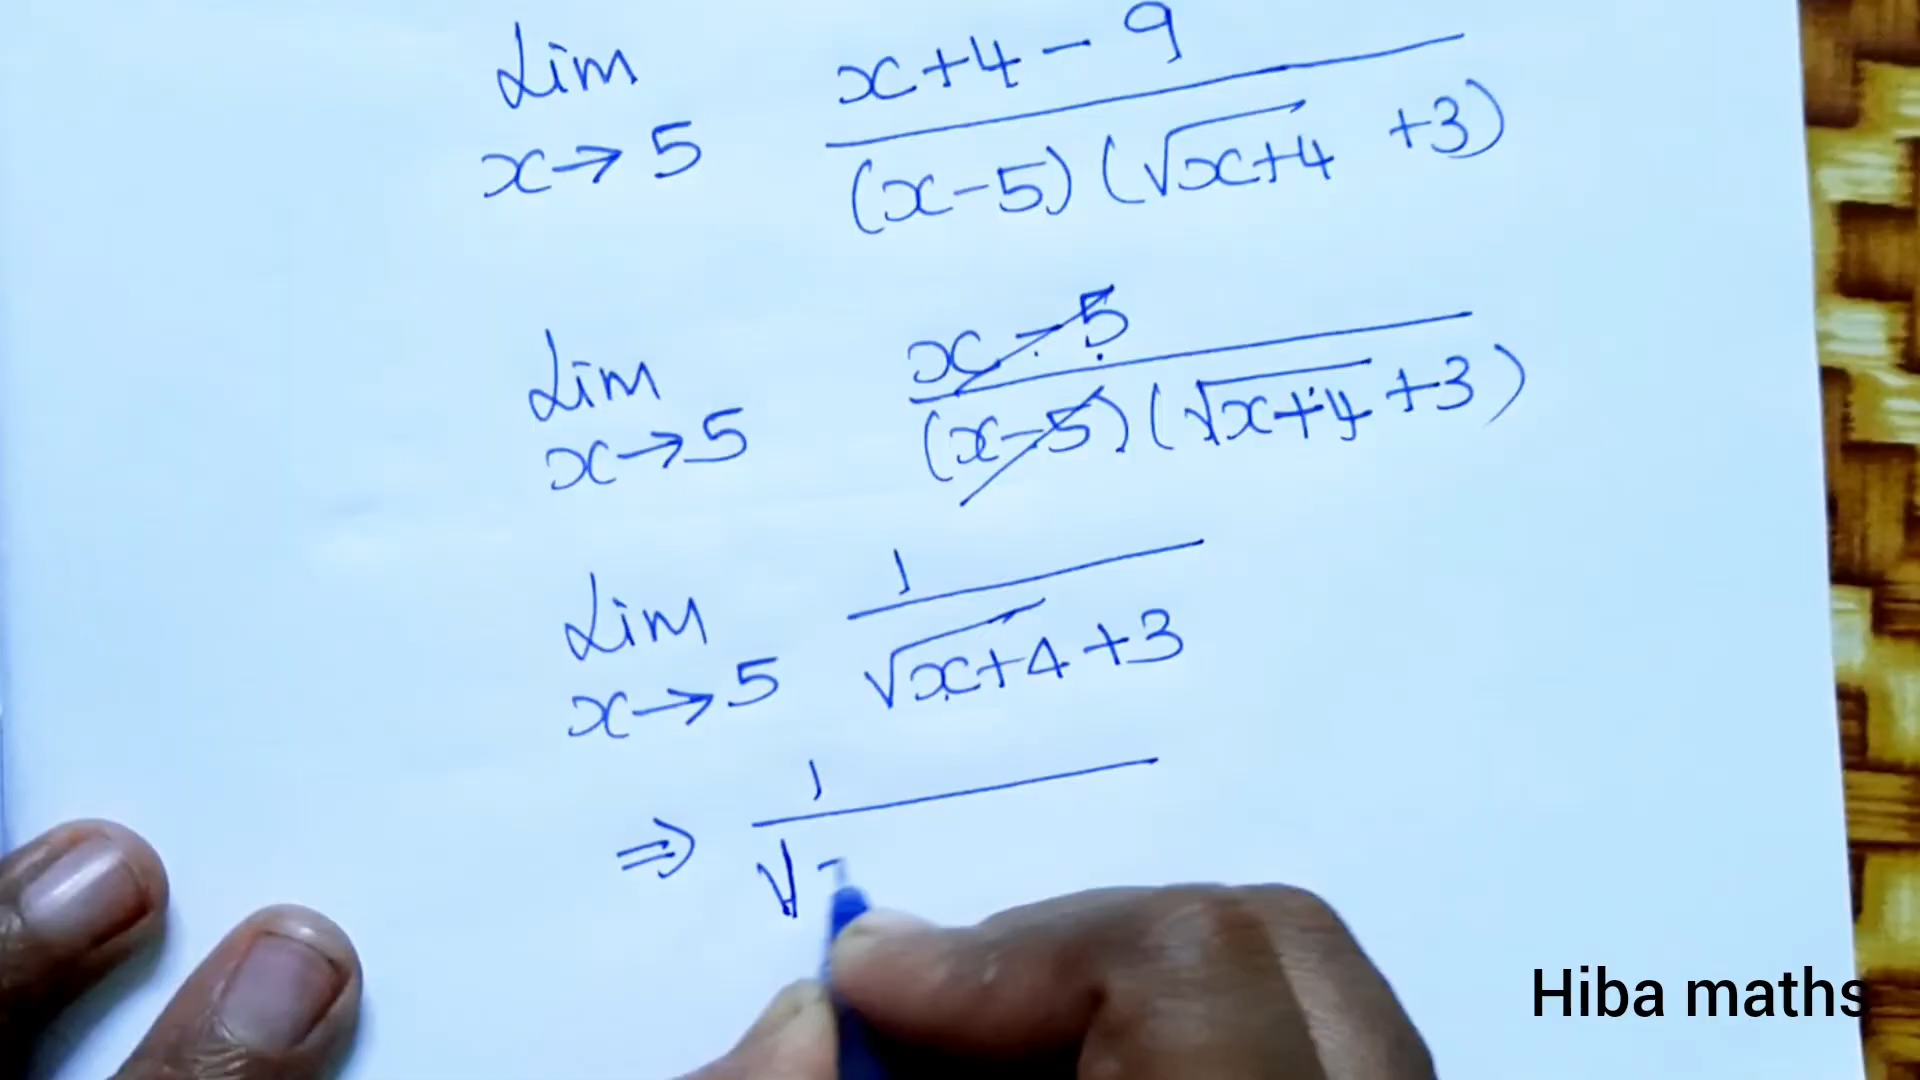 Lim x+4-9
x→5 (x-5)(√x+4 +3)
Lim x-5
x→5 (x-5)(√x+4+3)
Lim 1
x→5 √x+4+3
1
⇒ √
Hiba maths